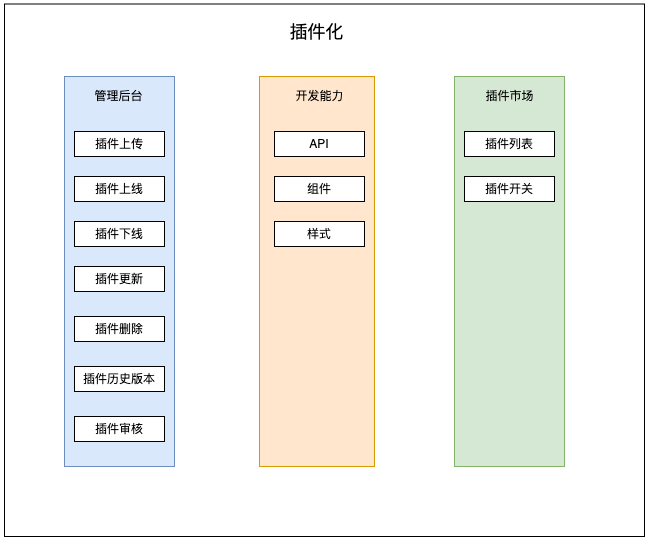 插件化
管理后台
插件上传
插件上线
插件下线
插件更新
插件删除
插件历史版本
插件审核
开发能力
API
组件
样式
插件市场
插件列表
插件开关